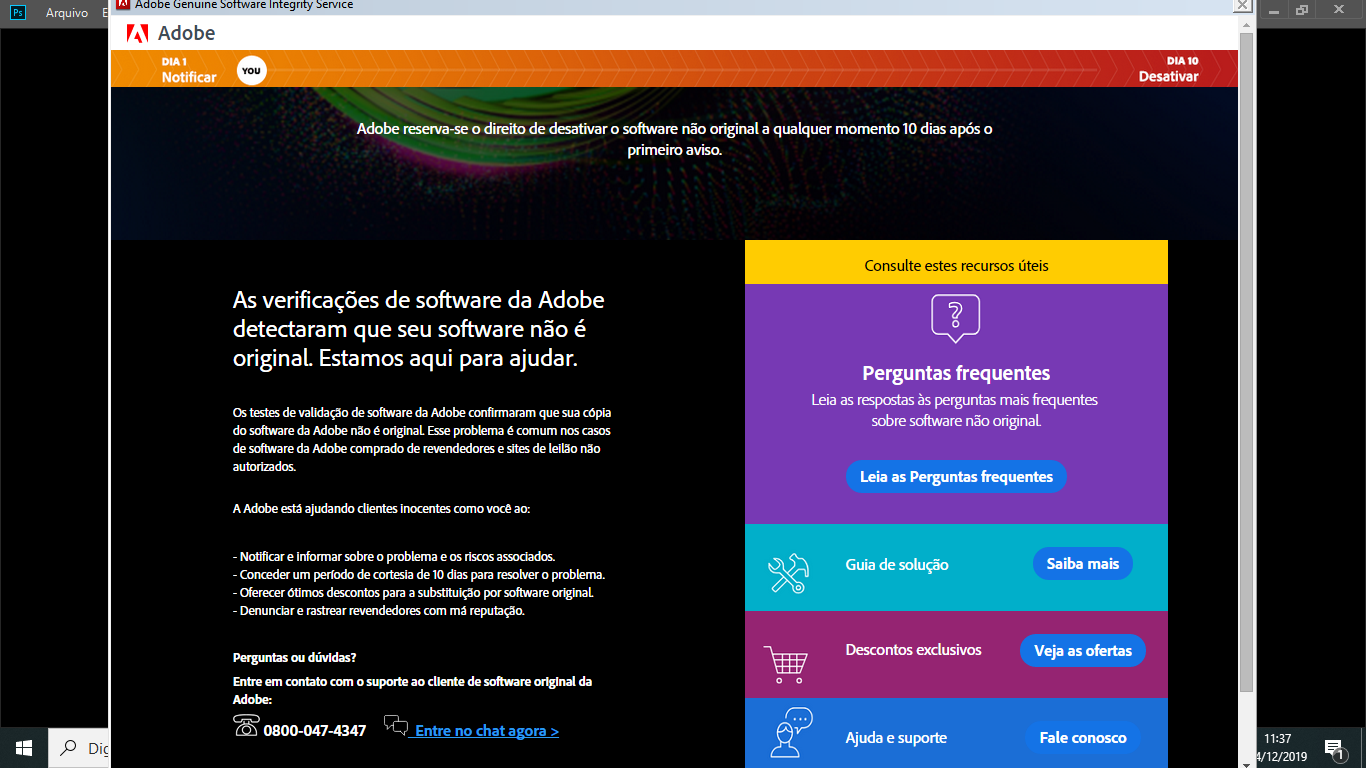 Adobe Genuine Software Integrity Service
Ps
Arquivo
Adobe
DIA 1
Notificar
YOU
DIA 10
Desativar
Adobe reserva-se o direito de desativar o software não original a qualquer momento 10 dias após o
primeiro aviso.
As verificações de software da Adobe
detectaram que seu software não é
original. Estamos aqui para ajudar.
Os testes de validação de software da Adobe confirmaram que sua cópia
do software da Adobe não é original. Esse problema é comum nos casos
de software da Adobe comprado de revendedores e sites de leilão não
autorizados.
A Adobe está ajudando clientes inocentes como você ao:
- Notificar e informar sobre o problema e os riscos associados.
- Conceder um período de cortesia de 10 dias para resolver o problema.
- Oferecer ótimos descontos para a substituição por software original.
- Denunciar e rastrear revendedores com má reputação.
Perguntas ou dúvidas?
Entre em contato com o suporte ao cliente de software original da
Adobe:
0800-047-4347 Entre no chat agora >
Consulte estes recursos úteis
?
Perguntas frequentes
Leia as respostas às perguntas mais frequentes
sobre software não original.
Leia as Perguntas frequentes
Guia de solução
Saiba mais
Descontos exclusivos
Veja as ofertas
Ajuda e suporte
Fale conosco
Dig
11:37
4/12/2019
1